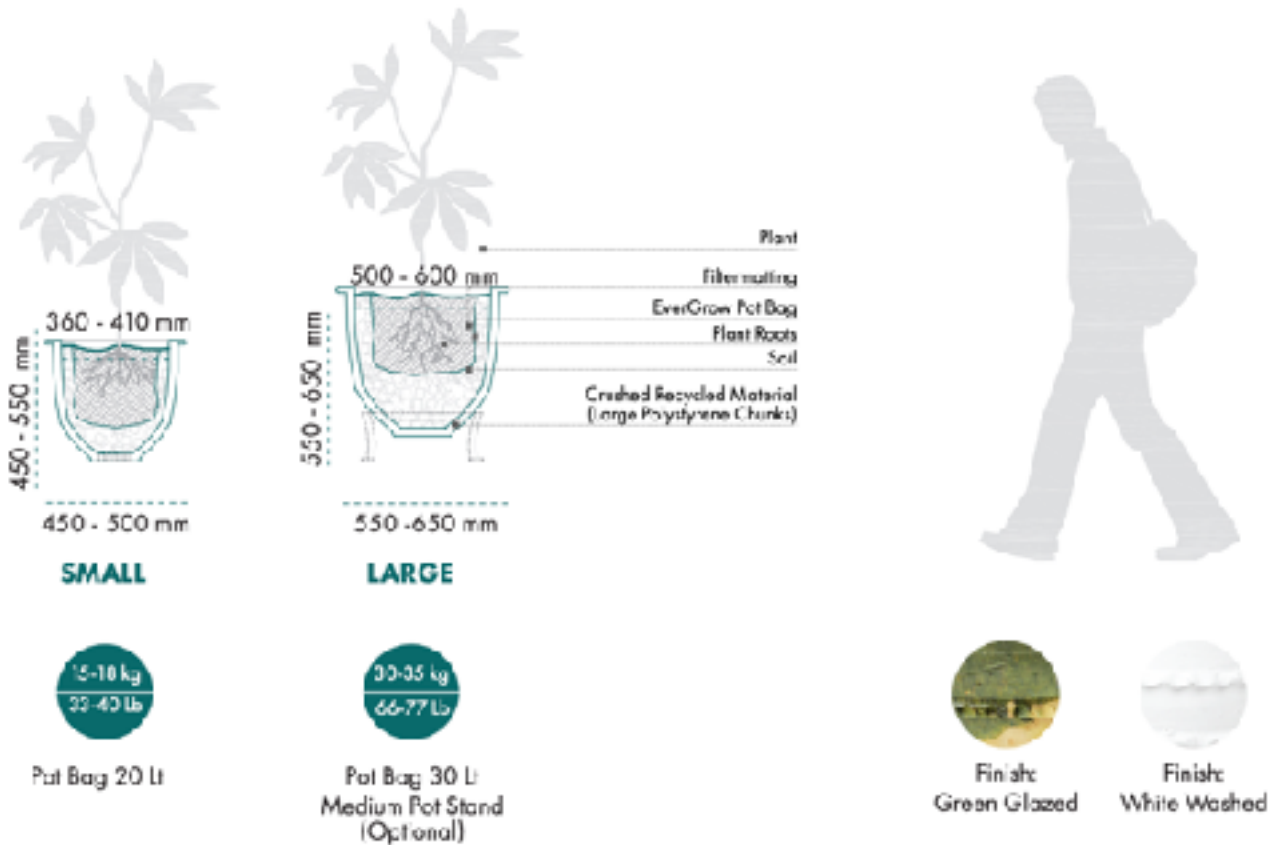 360 - 410 mm
450 - 550 mm
450 - 500 mm
SMALL
15-18 kg
33-40 Lb
Pot Bag 20 Lt
500 - 600 mm
550 - 650 mm
550 -650 mm
LARGE
30-35 kg
66-77 Lb
Pot Bag 30 Lt
Medium Pot Stand
(Optional)
Plant
Filtermatting
EverGrow Pot Bag
Plant Roots
Soil
Crushed Recycled Material
(Large Polystyrene Chunks)
Finish:
Green Glazed
Finish:
White Washed